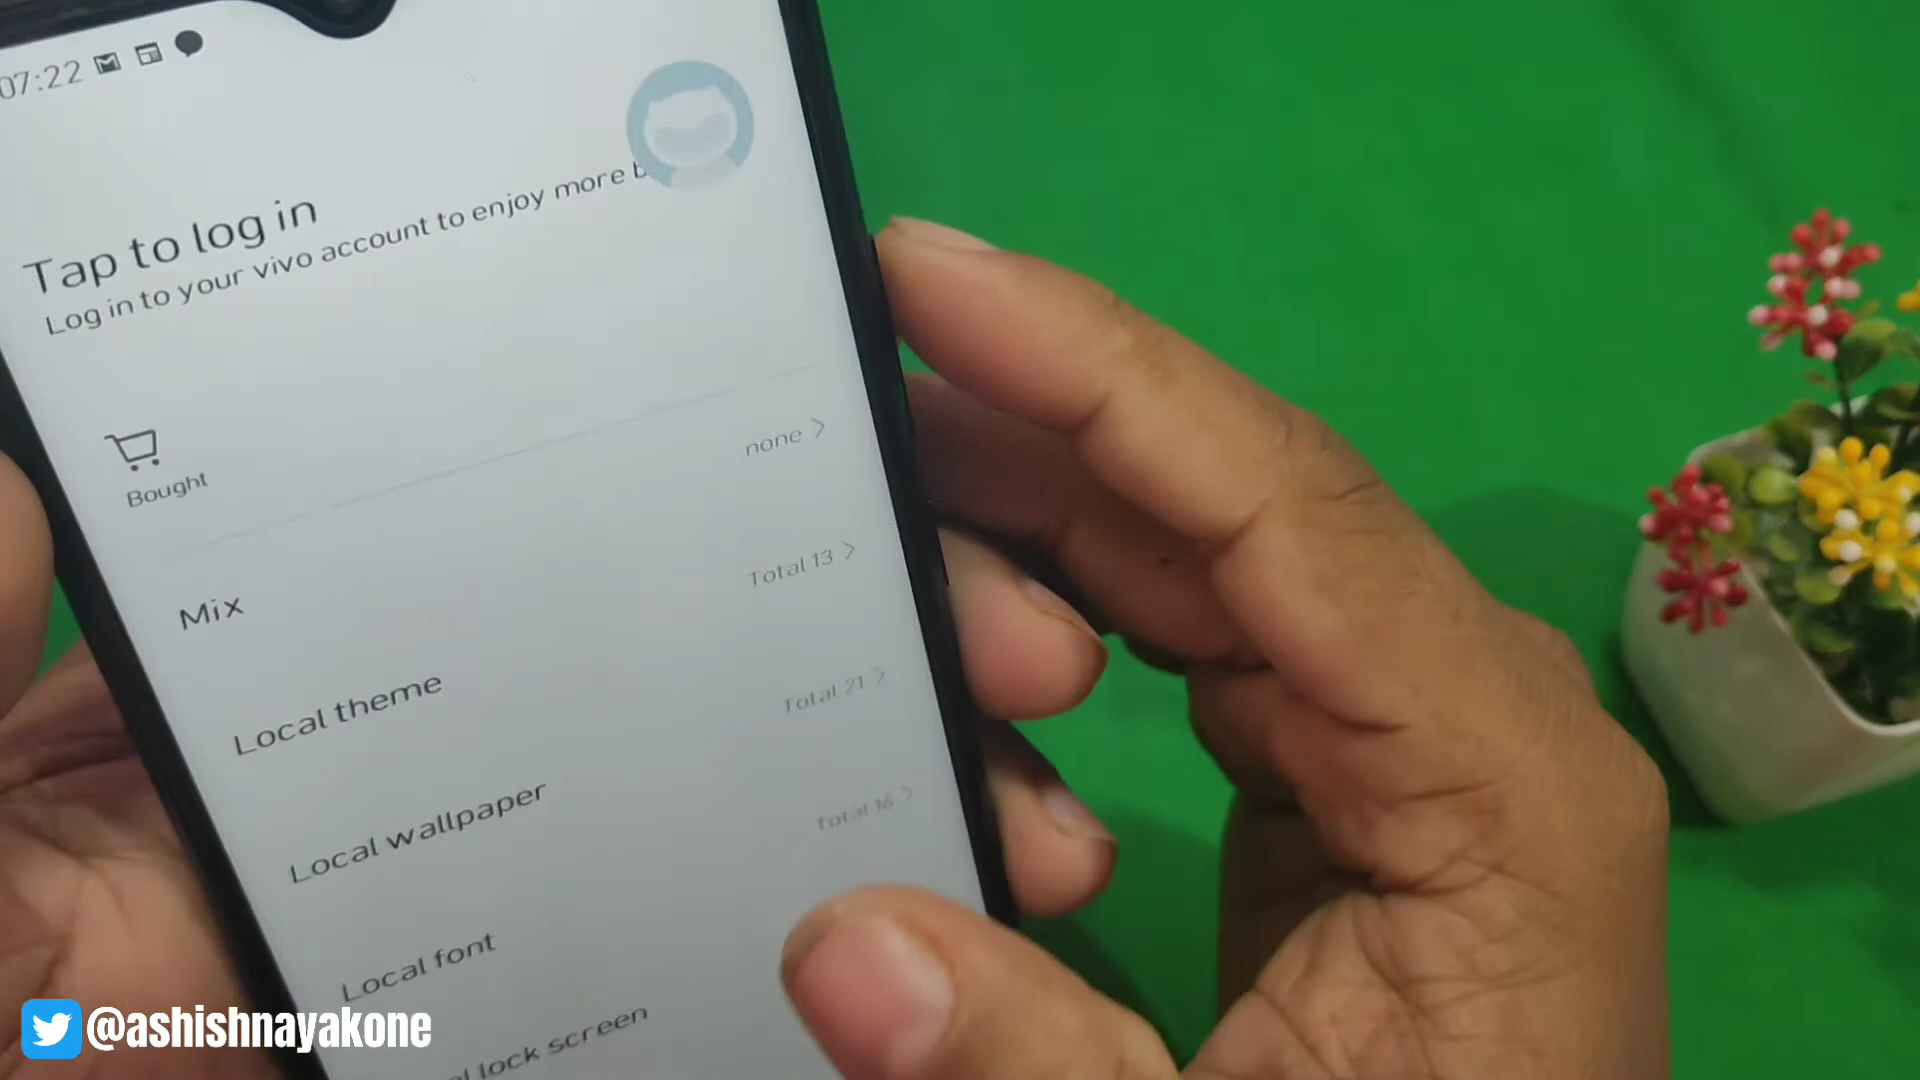 07:22
Tap to log in
Log in to your vivo account to enjoy more
Bought
Mix
none
Local theme
Total 13
Local wallpaper
Total 21
Local font
Total 16
lock screen
@ashishnayakone